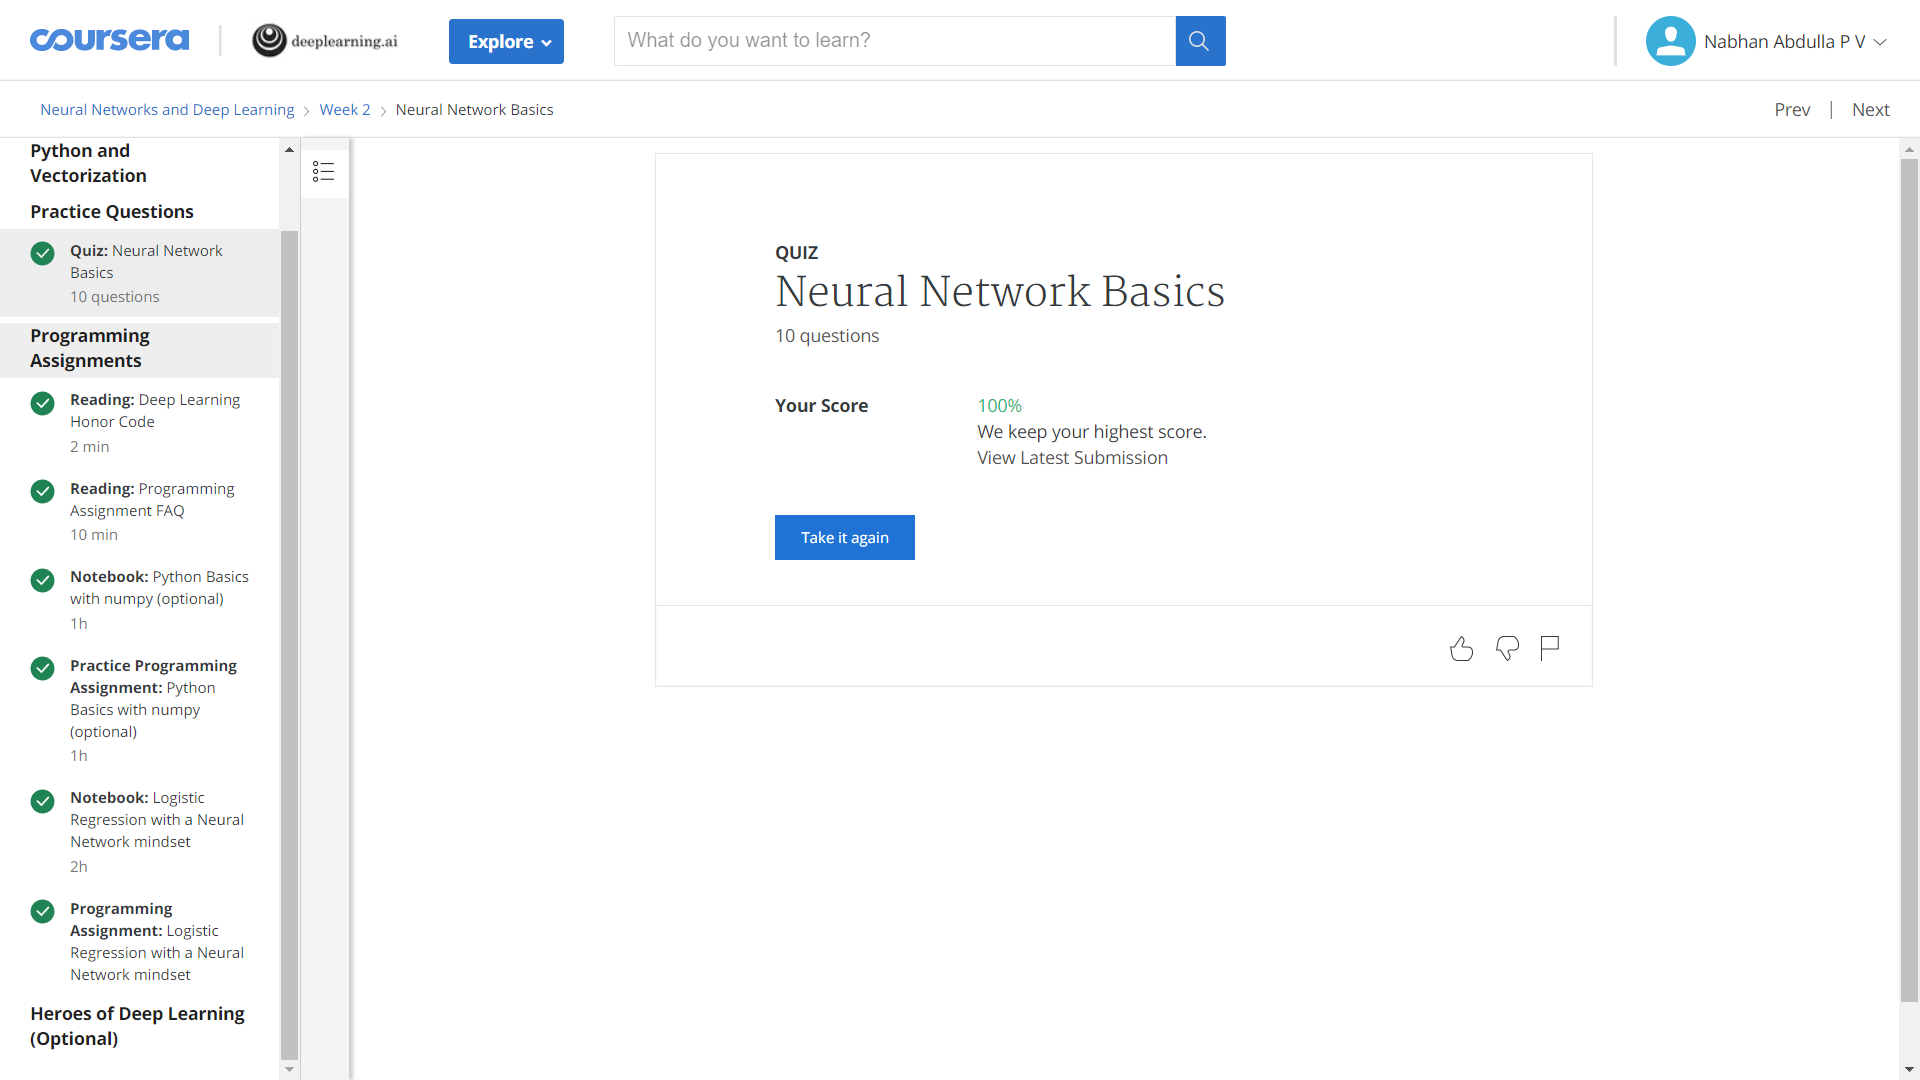 coursera
deeplearning.ai
Explore
What do you want to learn?
Nabhan Abdulla P V
Neural Networks and Deep Learning > Week 2 > Neural Network Basics
Prev | Next
Python and
Vectorization
Practice Questions
Quiz: Neural Network
Basics
10 questions
Programming
Assignments
Reading: Deep Learning
Honor Code
2 min
Reading: Programming
Assignment FAQ
10 min
Notebook: Python Basics
with numpy (optional)
1h
Practice Programming
Assignment: Python
Basics with numpy
(optional)
1h
Notebook: Logistic
Regression with a Neural
Network mindset
2h
Programming
Assignment: Logistic
Regression with a Neural
Network mindset
Heroes of Deep Learning
(Optional)
QUIZ
Neural Network Basics
10 questions
Your Score
100%
We keep your highest score.
View Latest Submission
Take it again